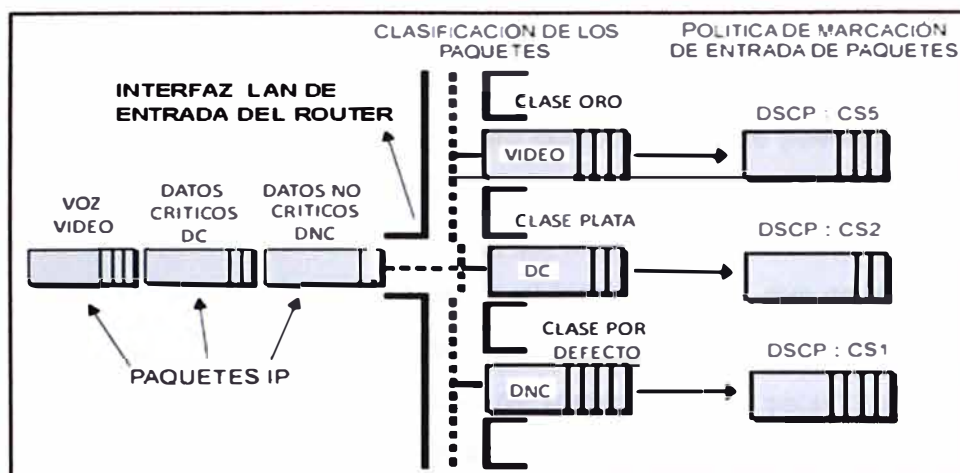 CLASIFICACION DE LOS
PAQUETES
POLITICA DE MARCACIÓN
DE ENTRADA DE PAQUETES
INTERFAZ LAN DE
ENTRADA DEL ROUTER
CLASE ORO
DSCP : CS5
VIDEO
VOZ
VIDEO
DATOS
CRITICOS
DC
DATOS NO
CRITICOS
DNC
CLASE PLATA
DSCP : CS2
DC
CLASE POR
DEFECTO
DSCP : CS1
DNC
PAQUETES IP